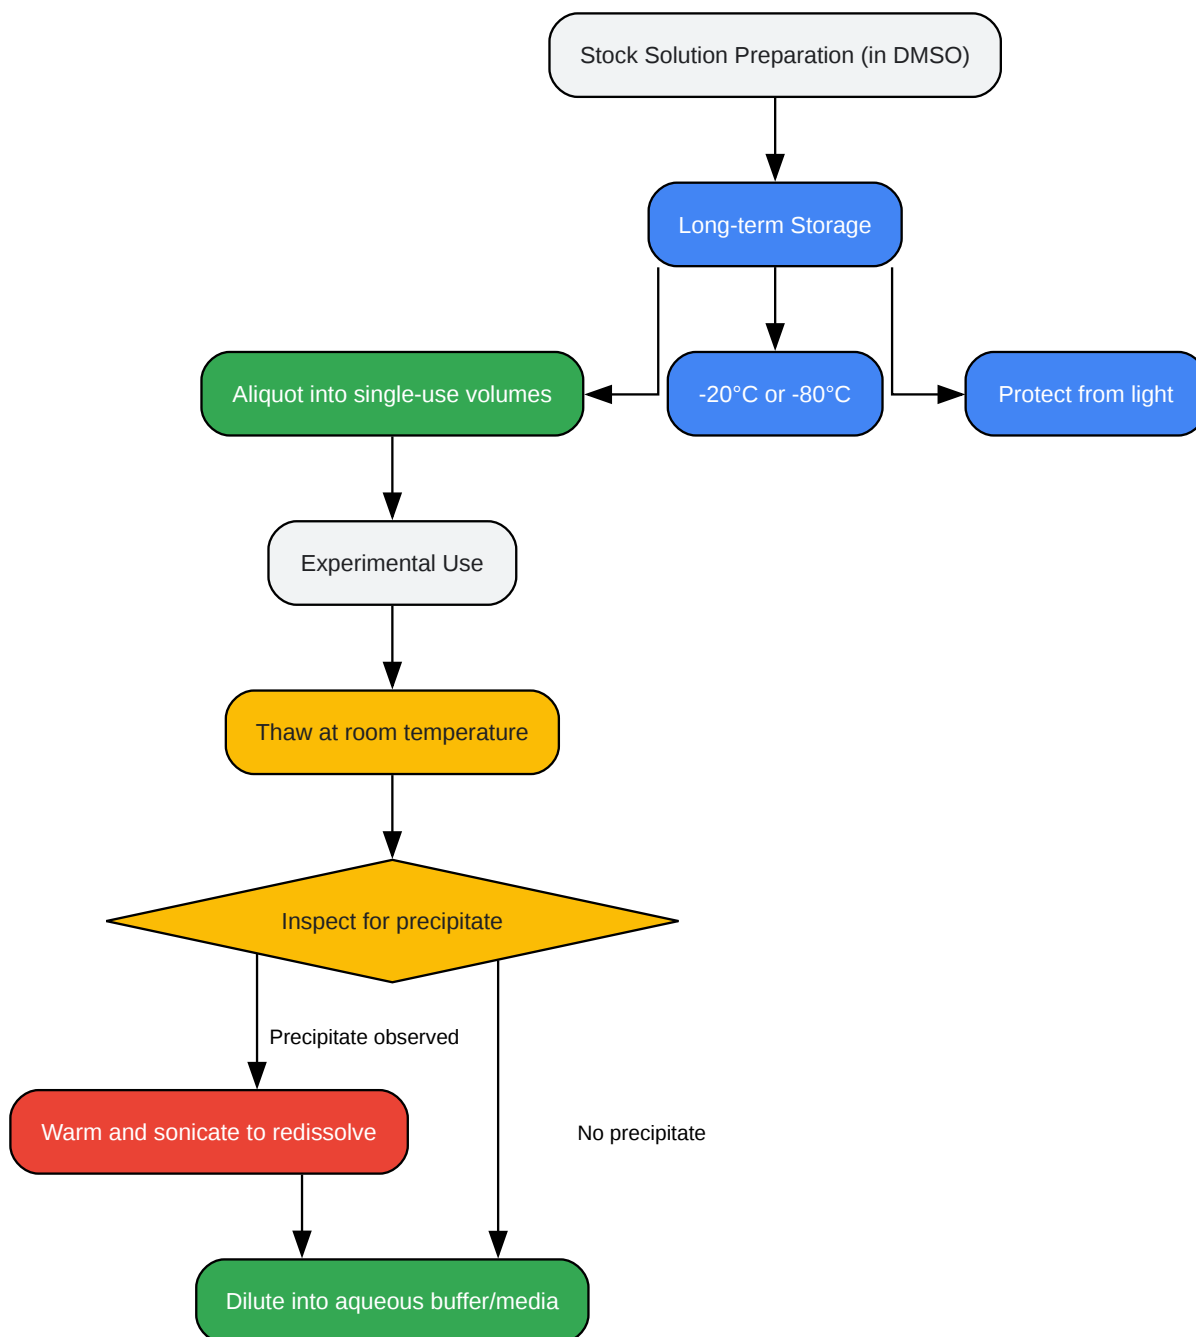 Stock Solution Preparation (in DMSO)
Long-term Storage
Aliquot into single-use volumes
-20°C or -80°C
Protect from light
Experimental Use
Thaw at room temperature
Inspect for precipitate
Precipitate observed
Warm and sonicate to redissolve
No precipitate
Dilute into aqueous buffer/media